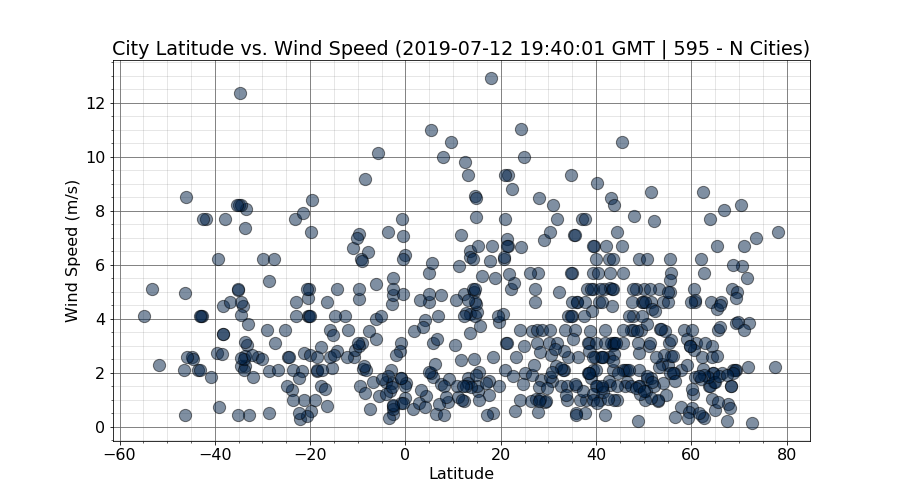 City Latitude vs. Wind Speed (2019-07-12 19:40:01 GMT | 595 - N Cities)
Wind Speed (m/s)
12
10
8
6
4
2
0
−60 −40 −20 0 20 40 60 80
Latitude